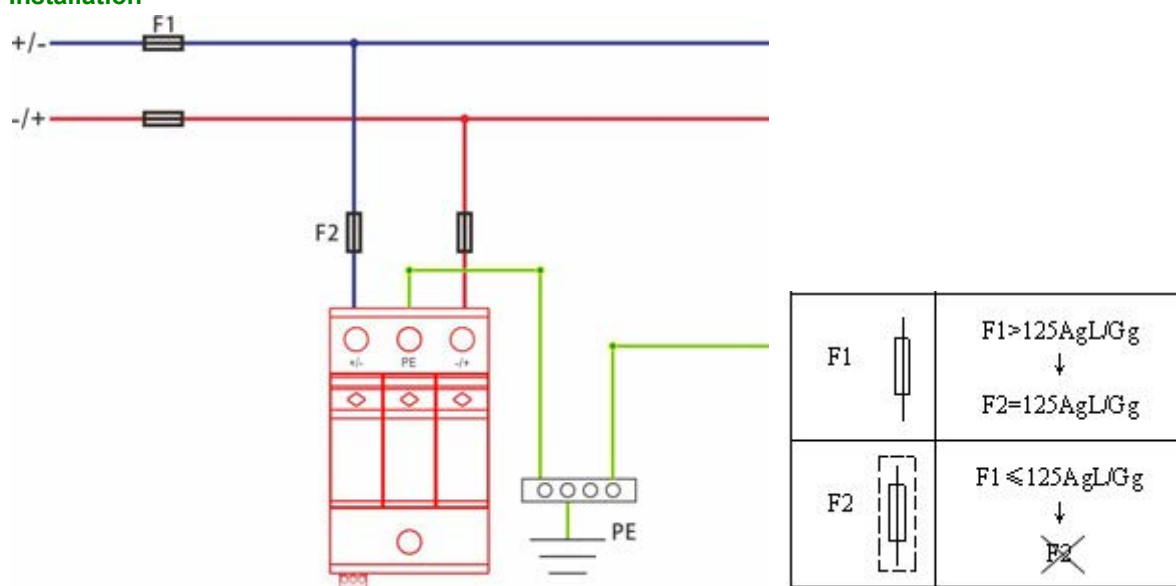 Installation
F1
+/-
-/+
F2
+/- PE -/+
PE
F1
F1>125AgL/Gg
↓
F2=125AgL/Gg
F2
F1≤125AgL/Gg
↓
F2